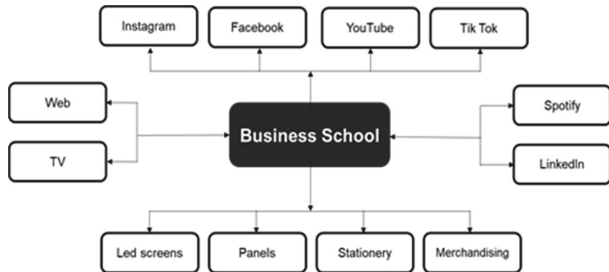 Instagram
Facebook
YouTube
Tik Tok
Web
Spotify
Business School
TV
LinkedIn
Led screens
Panels
Stationery
Merchandising